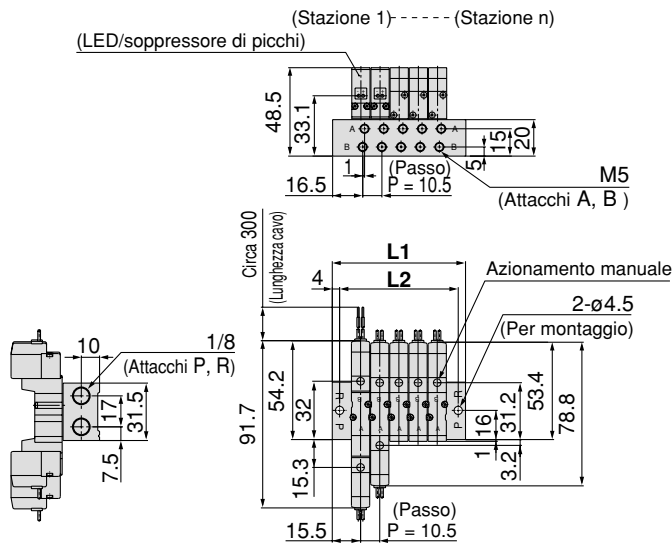 (Stazione 1) ------ (Stazione n)
(LED/soppressore di picchi)
48.5
33.1
A
A
B
B
15
20
5
1
(Passo)
P = 10.5
16.5
M5
(Attacchi A, B )
Circa 300
(Lunghezza cavo)
L1
L2
4
Azionamento manuale
2-ø4.5
(Per montaggio)
10
1/8
(Attacchi P, R)
17
31.5
7.5
91.7
54.2
32
15.3
R
P
R
P
B B B B B
A A A A A
16
1
31.2
3.2
53.4
78.8
15.5
(Passo)
P = 10.5